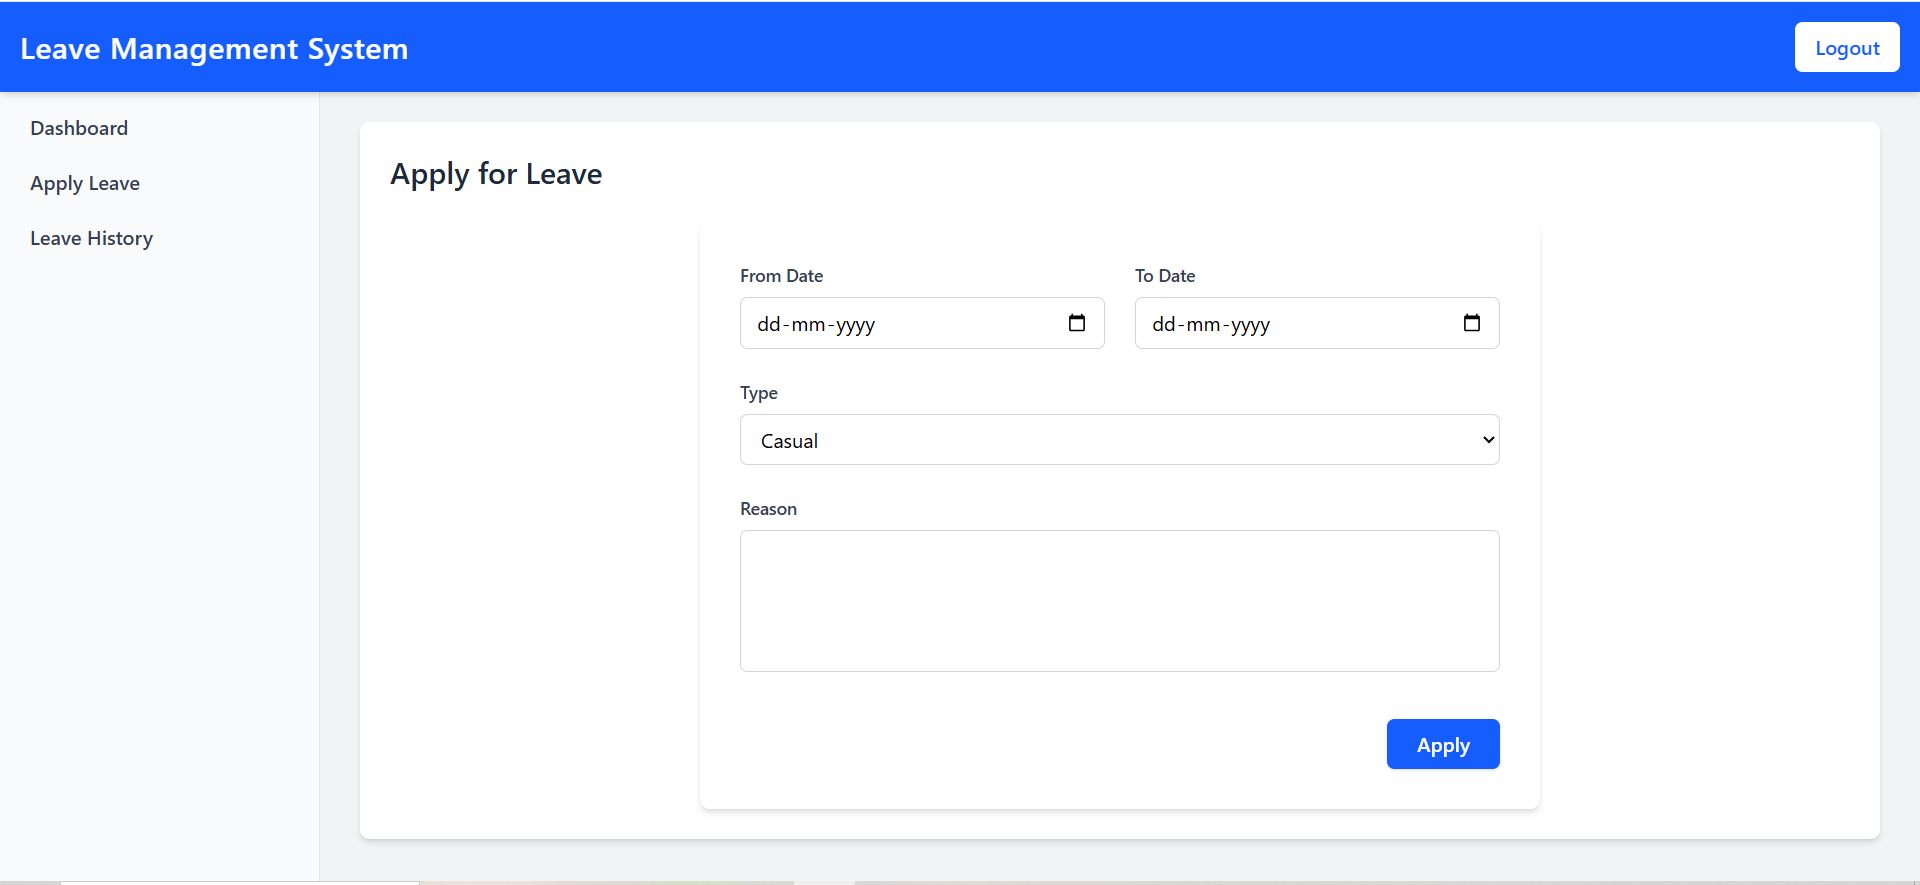 Leave Management System
Logout
Dashboard
Apply Leave
Leave History
Apply for Leave
From Date
To Date
dd-mm-yyyy
dd-mm-yyyy
Type
Casual
Reason
Apply